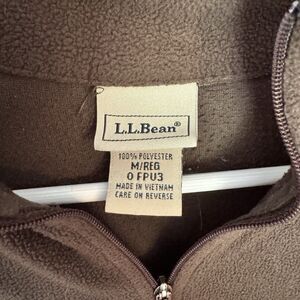 L.L.Bean®
100% POLYESTER
M/REG
0 FPU3
MADE IN VIETNAM
CARE ON REVERSE